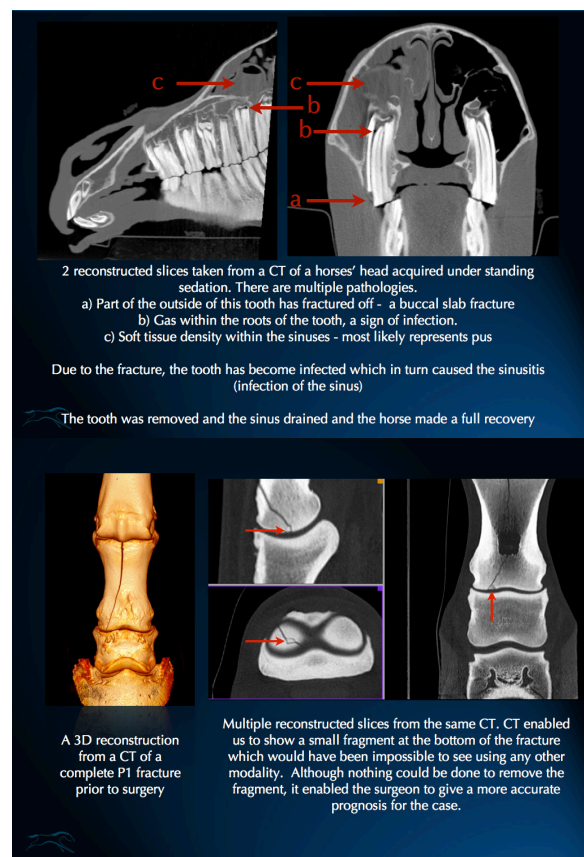 c
b
c
b
a
2 reconstructed slices taken from a CT of a horses' head acquired under standing
sedation. There are multiple pathologies.
a) Part of the outside of this tooth has fractured off - a buccal slab fracture
b) Gas within the roots of the tooth, a sign of infection.
c) Soft tissue density within the sinuses - most likely represents pus
Due to the fracture, the tooth has become infected which in turn caused the sinusitis
(infection of the sinus)
The tooth was removed and the sinus drained and the horse made a full recovery
A 3D reconstruction
from a CT of a
complete P1 fracture
prior to surgery
Multiple reconstructed slices from the same CT. CT enabled
us to show a small fragment at the bottom of the fracture
which would have been impossible to see using any other
modality. Although nothing could be done to remove the
fragment, it enabled the surgeon to give a more accurate
prognosis for the case.